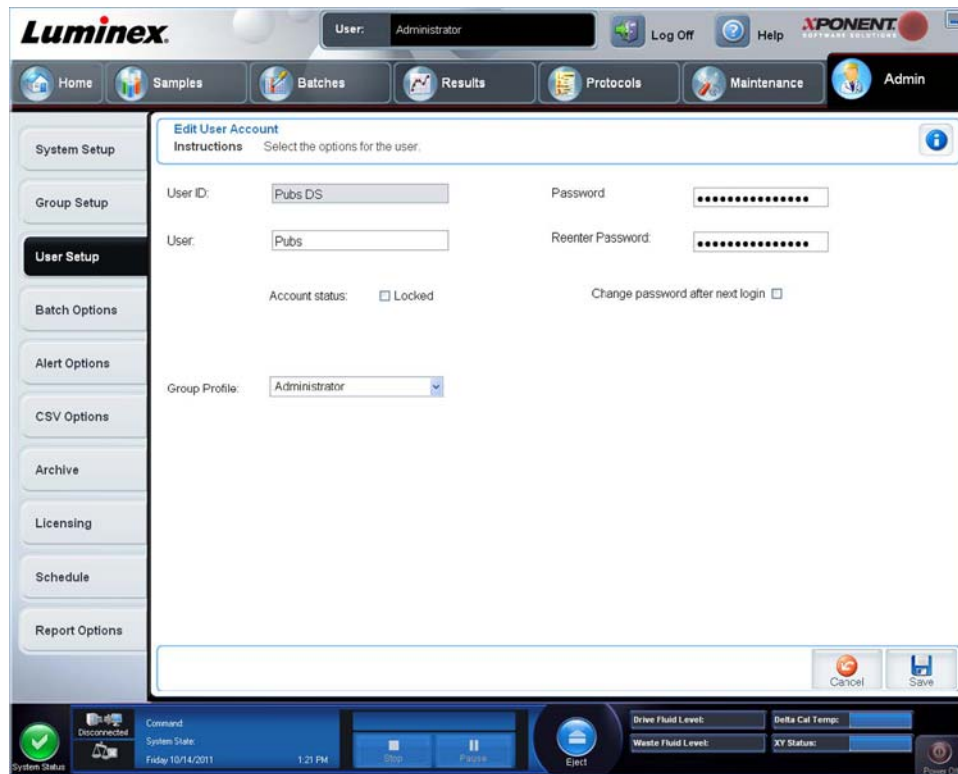 Luminex.
User: Administrator
Log Off
Help
XPONENT
SOFTWARE SOLUTIONS
Home
Samples
Batches
Results
Protocols
Maintenance
Admin
System Setup
Group Setup
User Setup
Batch Options
Alert Options
CSV Options
Archive
Licensing
Schedule
Report Options
Edit User Account
Instructions Select the options for the user.
User ID: Pubs DS
Password ●●●●●●●●●●●●●●●
User: Pubs
Reenter Password: ●●●●●●●●●●●●●●●
Account status: Locked
Change password after next login
Group Profile: Administrator
Cancel
Save
System Status
Disconnected
Command:
System State:
Friday 10/14/2011 1:21 PM
Stop
Pause
Eject
Drive Fluid Level:
Delta Cal Temp:
Waste Fluid Level:
XY Status: